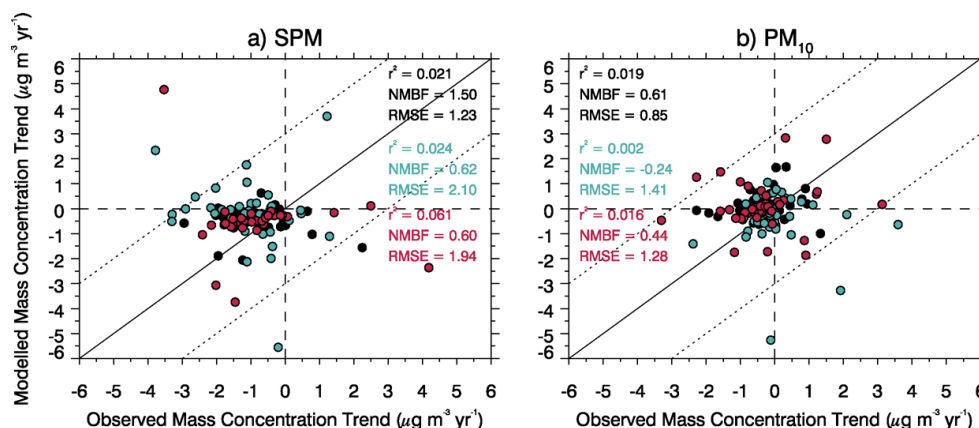 a) SPM
b) PM₁₀
Modelled Mass Concentration Trend (μg m⁻³ yr⁻¹)
6
5
4
3
2
1
0
-1
-2
-3
-4
-5
-6
r² = 0.021
NMBF = 1.50
RMSE = 1.23
r² = 0.024
NMBF = 0.62
RMSE = 2.10
r² = 0.061
NMBF = 0.60
RMSE = 1.94
-6 -5 -4 -3 -2 -1 0 1 2 3 4 5 6
Observed Mass Concentration Trend (μg m⁻³ yr⁻¹)
6
5
4
3
2
1
0
-1
-2
-3
-4
-5
-6
r² = 0.019
NMBF = 0.61
RMSE = 0.85
r² = 0.002
NMBF = -0.24
RMSE = 1.41
r² = 0.016
NMBF = 0.44
RMSE = 1.28
-6 -5 -4 -3 -2 -1 0 1 2 3 4 5 6
Observed Mass Concentration Trend (μg m⁻³ yr⁻¹)